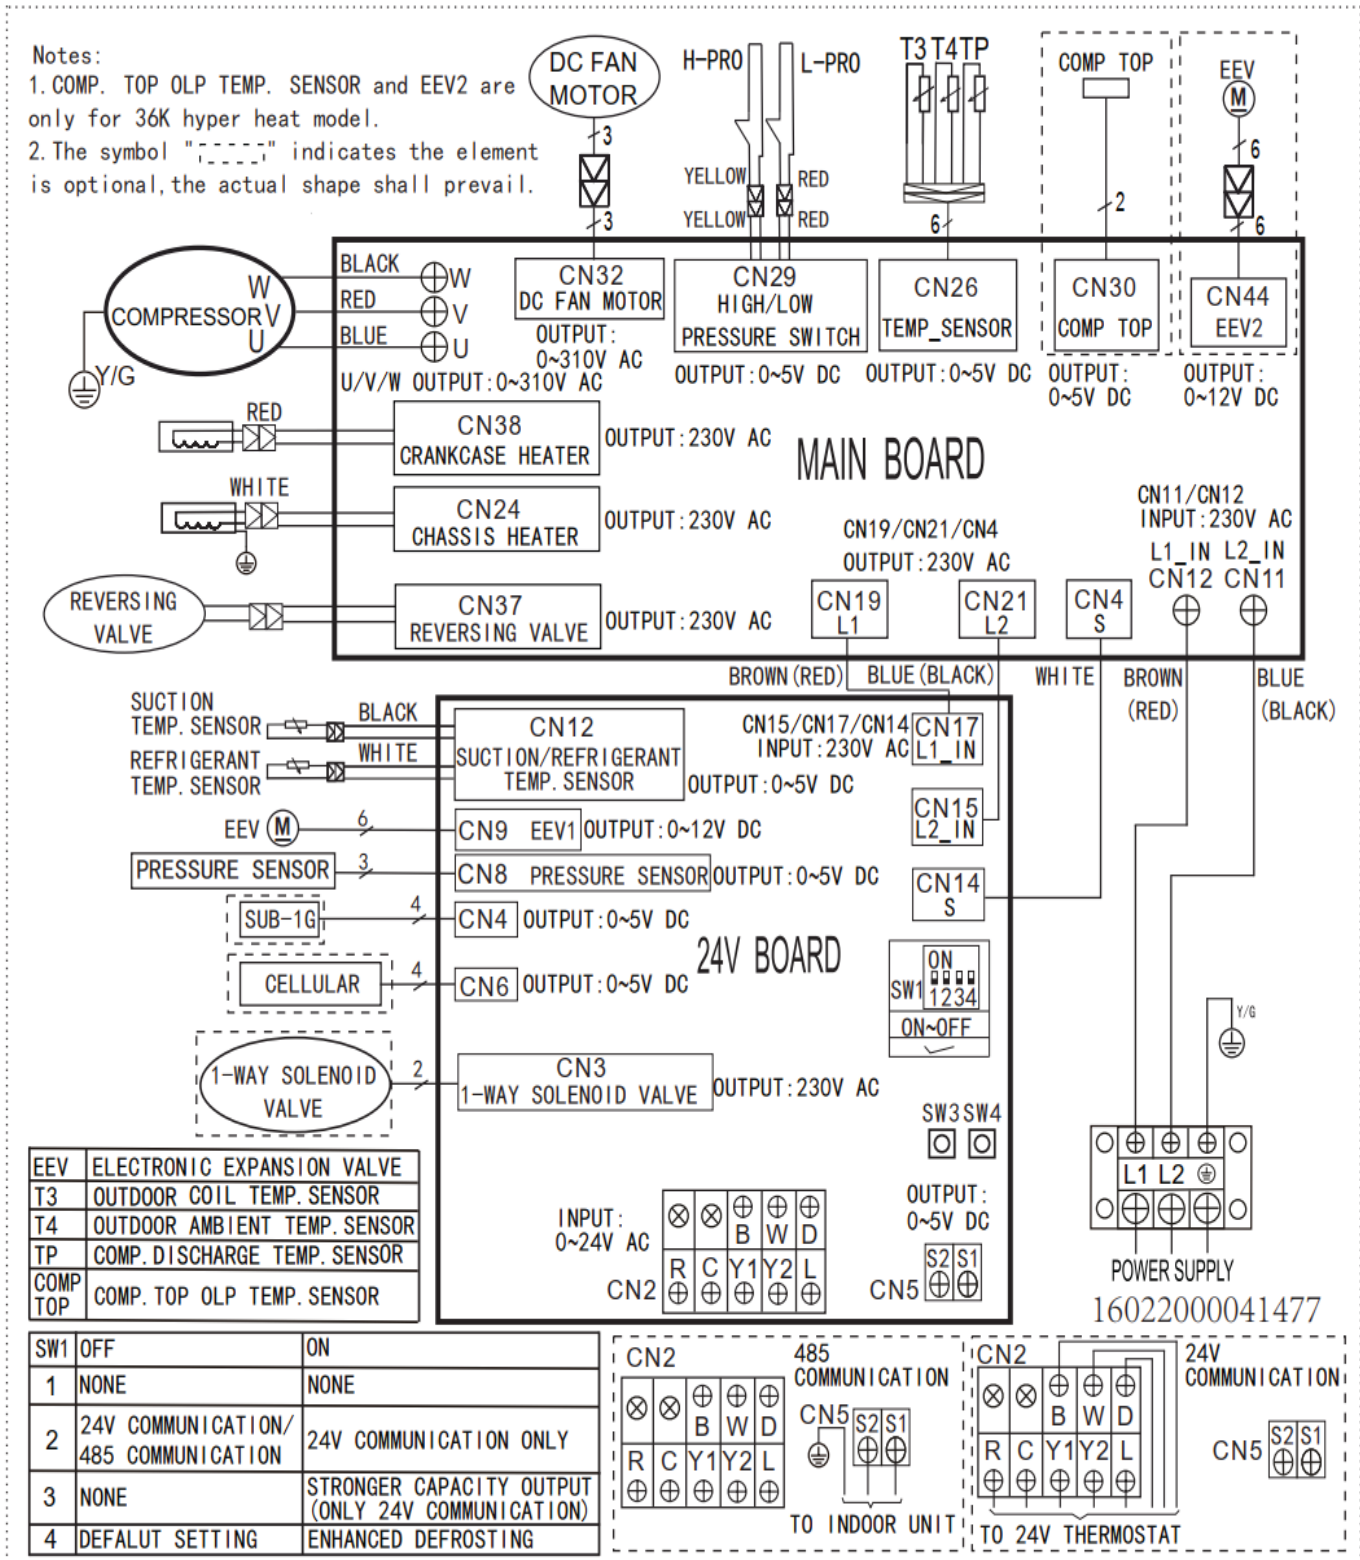 Notes:
1. COMP. TOP OLP TEMP. SENSOR and EEV2 are
only for 36K hyper heat model.
2. The symbol " " indicates the element
is optional, the actual shape shall prevail.
DC FAN
MOTOR
3
3
H-PRO
L-PRO
YELLOW
RED
YELLOW
RED
T3 T4 TP
6
COMP TOP
2
EEV
M
6
6
COMPRESSOR
W
V
U
Y/G
BLACK
W
RED
V
BLUE
U
U/V/W OUTPUT:0~310V AC
CN32
DC FAN MOTOR
OUTPUT:
0~310V AC
CN29
HIGH/LOW
PRESSURE SWITCH
OUTPUT:0~5V DC
CN26
TEMP_SENSOR
OUTPUT:0~5V DC
CN30
COMP TOP
OUTPUT:
0~5V DC
CN44
EEV2
OUTPUT:
0~12V DC
RED
CN38
CRANKCASE HEATER
OUTPUT:230V AC
MAIN BOARD
WHITE
CN24
CHASSIS HEATER
OUTPUT:230V AC
REVERSING
VALVE
CN37
REVERSING VALVE
OUTPUT:230V AC
CN19/CN21/CN4
OUTPUT:230V AC
CN19
L1
CN21
L2
CN4
S
CN11/CN12
INPUT:230V AC
L1_IN L2_IN
CN12 CN11
BROWN(RED)
BLUE(BLACK)
WHITE
BROWN
(RED)
BLUE
(BLACK)
SUCTION
TEMP. SENSOR
BLACK
REFRIGERANT
TEMP. SENSOR
WHITE
CN12
SUCTION/REFRIGERANT
TEMP. SENSOR
OUTPUT:0~5V DC
CN15/CN17/CN14
INPUT:230V AC
CN17
L1_IN
CN15
L2_IN
CN14
S
EEV
M
6
CN9 EEV1
OUTPUT:0~12V DC
PRESSURE SENSOR
3
CN8 PRESSURE SENSOR
OUTPUT:0~5V DC
SUB-1G
4
CN4
OUTPUT:0~5V DC
24V BOARD
CELLULAR
4
CN6
OUTPUT:0~5V DC
SW1
ON
1234
ON~OFF
Y/G
1-WAY SOLENOID
VALVE
2
CN3
1-WAY SOLENOID VALVE
OUTPUT:230V AC
SW3 SW4
L1 L2
POWER SUPPLY
16022000041477
EEV ELECTRONIC EXPANSION VALVE
T3 OUTDOOR COIL TEMP. SENSOR
T4 OUTDOOR AMBIENT TEMP. SENSOR
TP COMP. DISCHARGE TEMP. SENSOR
COMP
TOP
COMP. TOP OLP TEMP. SENSOR
INPUT:
0~24V AC
CN2
B W D
R C Y1 Y2 L
OUTPUT:
0~5V DC
CN5
S2 S1
SW1 OFF ON
1 NONE NONE
2
24V COMMUNICATION/
485 COMMUNICATION
24V COMMUNICATION ONLY
3 NONE
STRONGER CAPACITY OUTPUT
(ONLY 24V COMMUNICATION)
4 DEFALUT SETTING ENHANCED DEFROSTING
CN2
B W D
R C Y1 Y2 L
485
COMMUNICATION
CN5
S2 S1
TO INDOOR UNIT
CN2
B W D
R C Y1 Y2 L
24V
COMMUNICATION
CN5
S2 S1
TO 24V THERMOSTAT